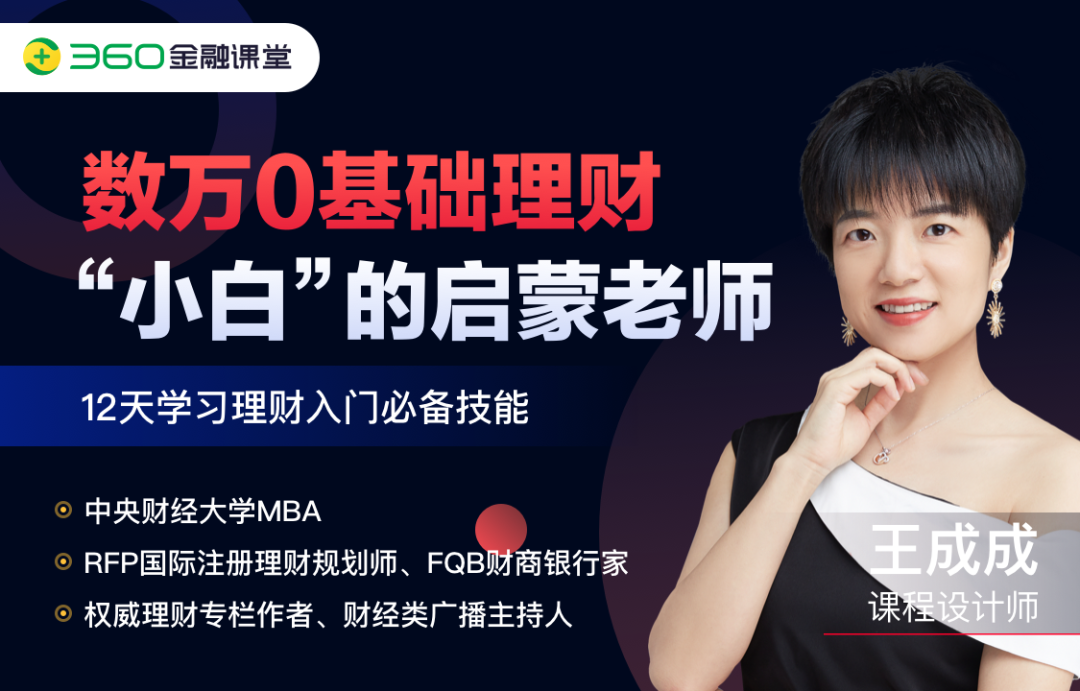 360金融课堂
数万0基础理财
“小白”的启蒙老师
12天学习理财入门必备技能
中央财经大学MBA
RFP国际注册理财规划师、FQB财商银行家
权威理财专栏作者、财经类广播主持人
王成成
课程设计师